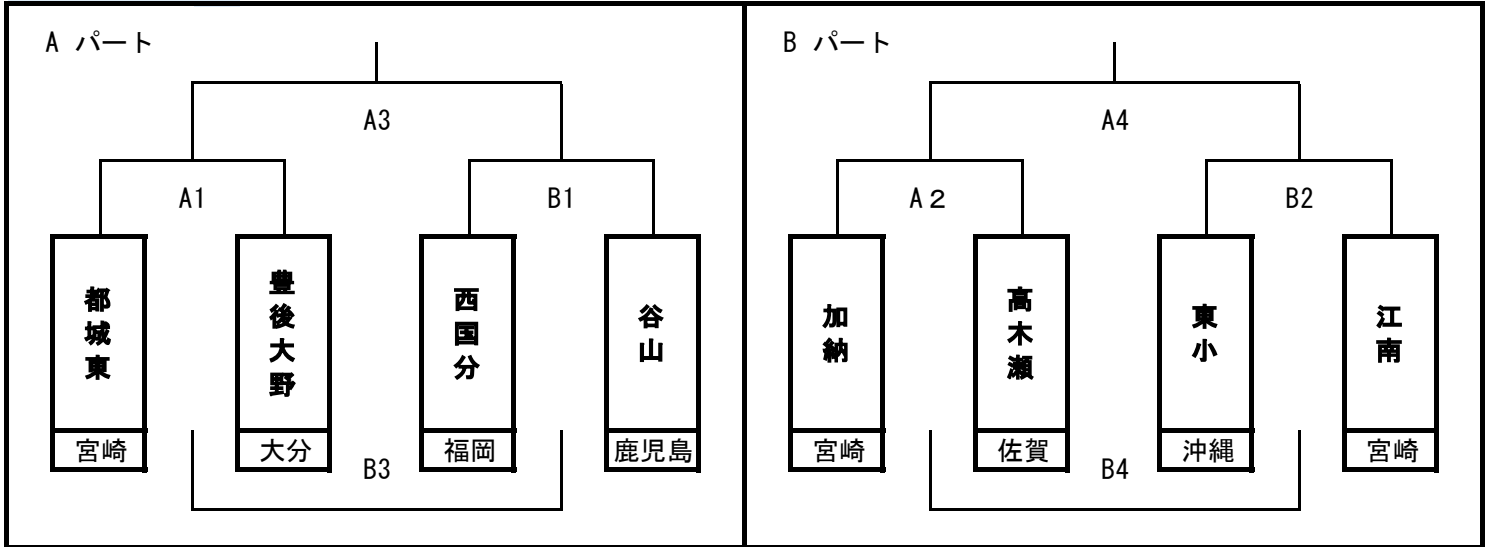 A パート
A3
A1
B1
都城東
豊後大野
西国分
谷山
宮崎
大分
福岡
鹿児島
B3
B パート
A4
A２
B2
加納
高木瀬
東小
江南
宮崎
佐賀
沖縄
宮崎
B4